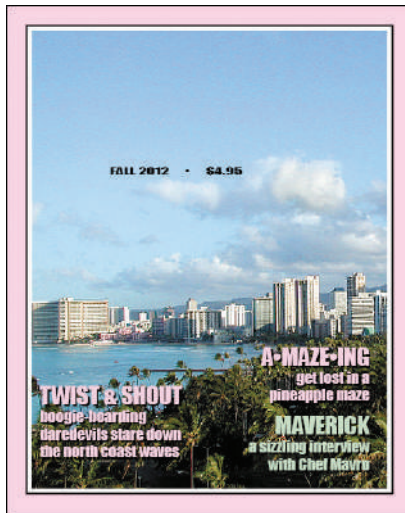 FALL 2012 • $4.95
A•MAZE•ING
get lost in a
pineapple maze
TWIST & SHOUT
boogie-boarding
daredevils stare down
the north coast waves
MAVERICK
a sizzling interview
with Chef Mavro